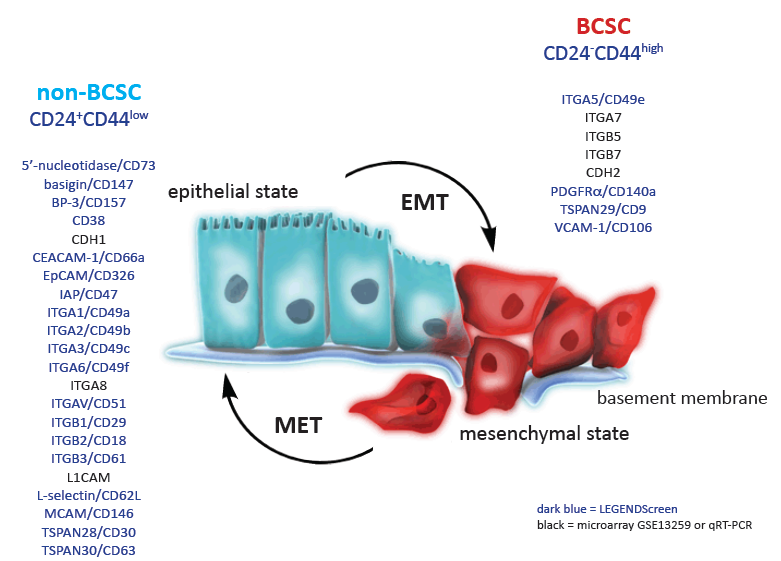 BCSC
CD24⁻CD44high
ITGA5/CD49e
ITGA7
ITGB5
ITGB7
CDH2
PDGFRα/CD140a
TSPAN29/CD9
VCAM-1/CD106
non-BCSC
CD24⁺CD44low
5’-nucleotidase/CD73
basigin/CD147
BP-3/CD157
CD38
CDH1
CEACAM-1/CD66a
EpCAM/CD326
IAP/CD47
ITGA1/CD49a
ITGA2/CD49b
ITGA3/CD49c
ITGA6/CD49f
ITGA8
ITGAV/CD51
ITGB1/CD29
ITGB2/CD18
ITGB3/CD61
L1CAM
L-selectin/CD62L
MCAM/CD146
TSPAN28/CD30
TSPAN30/CD63
epithelial state
EMT
MET
mesenchymal state
basement membrane
dark blue = LEGENDScreen
black = microarray GSE13259 or qRT-PCR